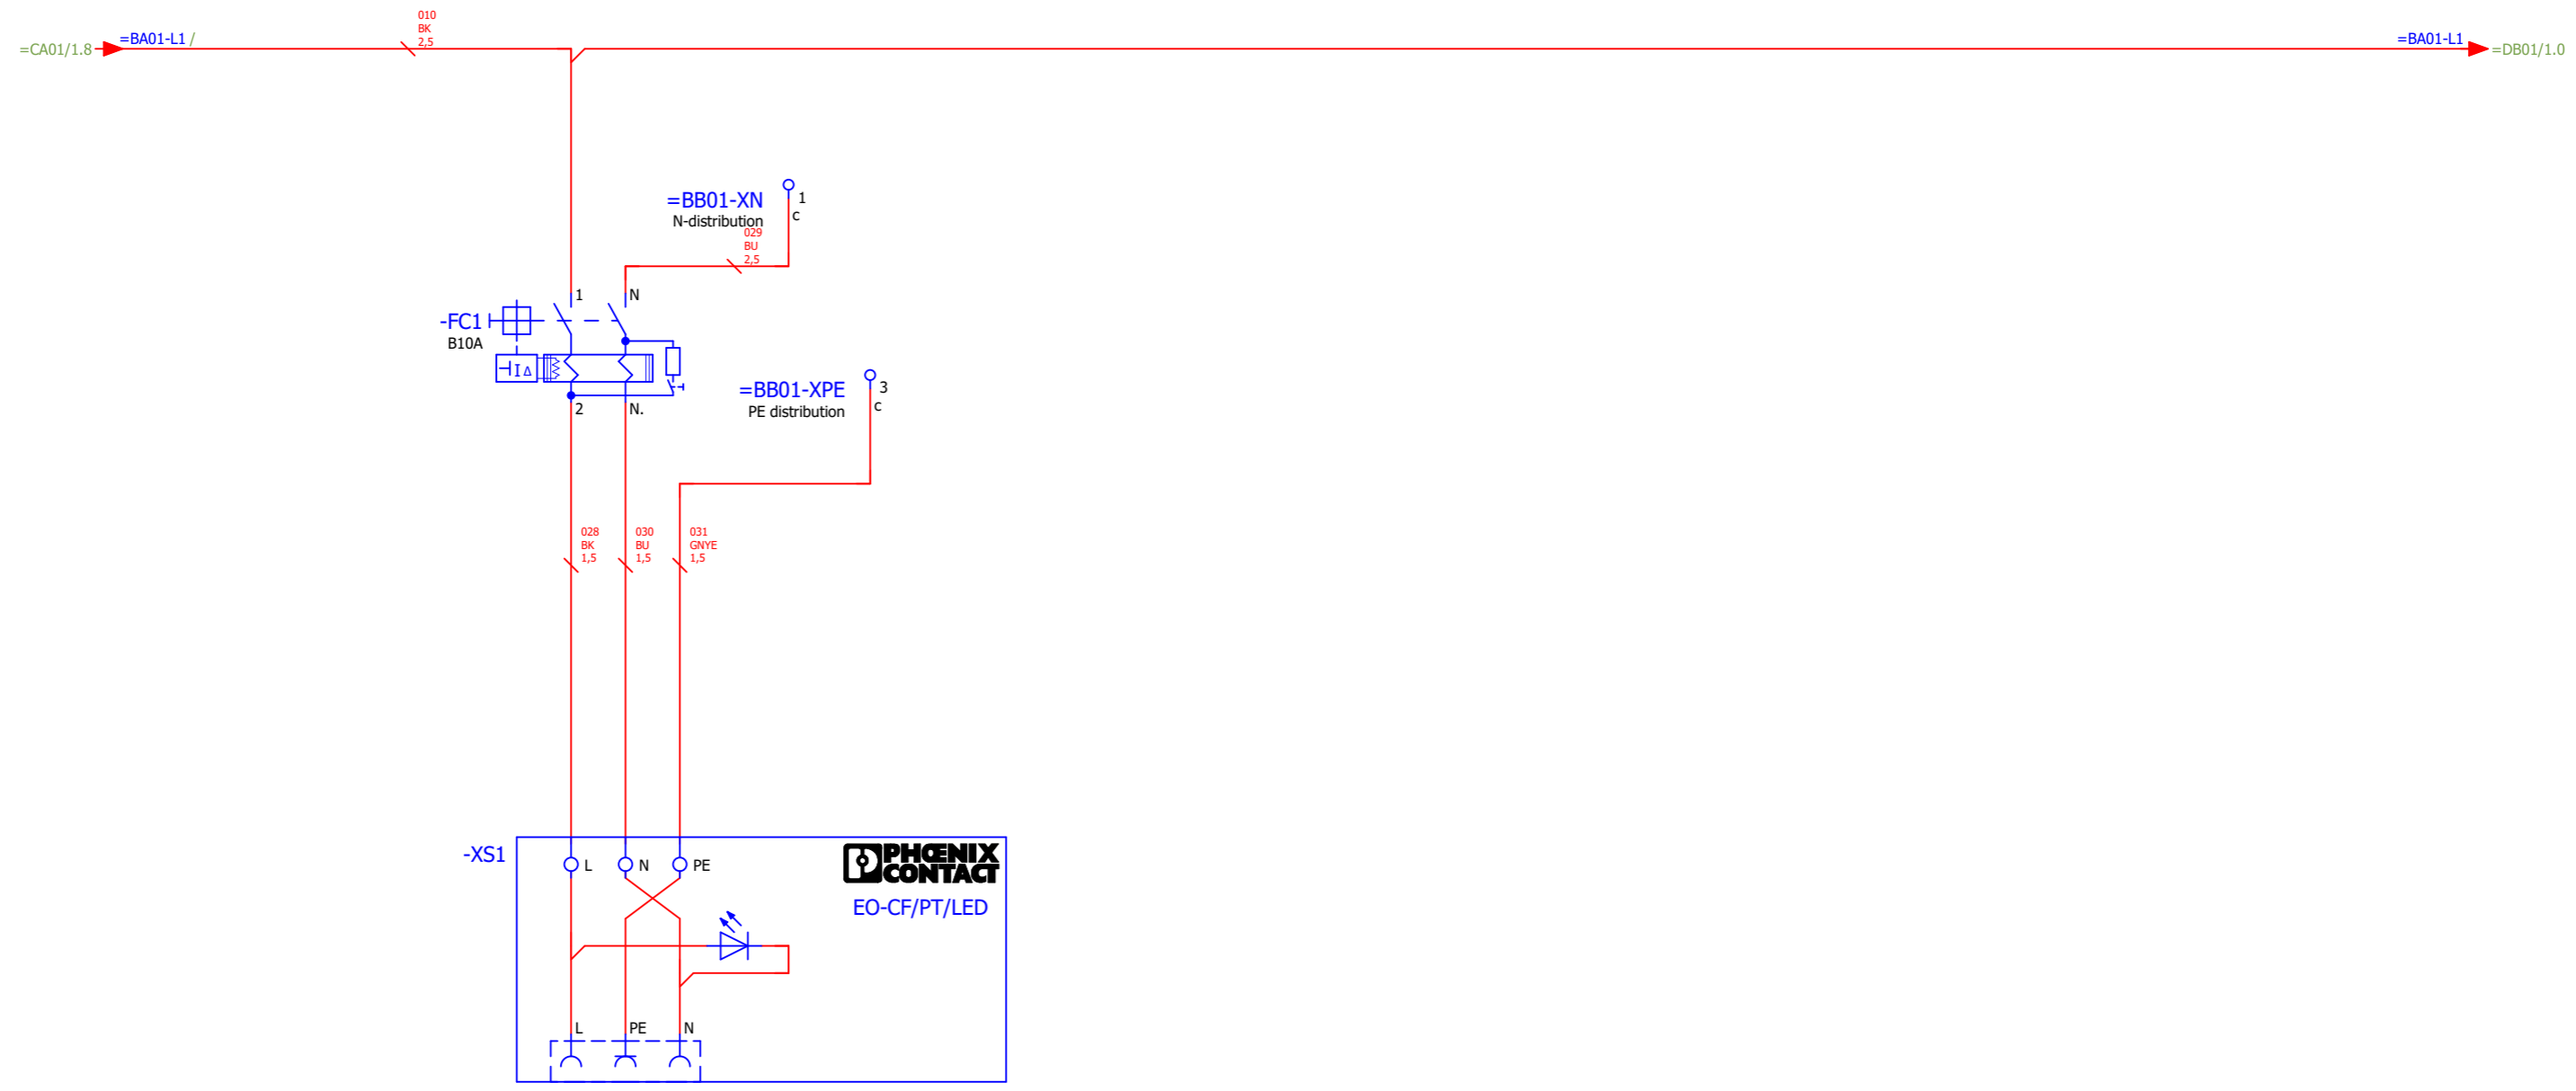 010
BK
2,5
=CA01/1.8
=BA01-L1 /
=BA01-L1
=DB01/1.0
=BB01-XN
N-distribution
1
c
029
BU
2,5
1
N
-FC1
B10A
I Δ
2
N.
=BB01-XPE
PE distribution
3
c
028
BK
1,5
030
BU
1,5
031
GNYE
1,5
-XS1
L
N
PE
PHŒNIX
CONTACT
EO-CF/PT/LED
L
PE
N